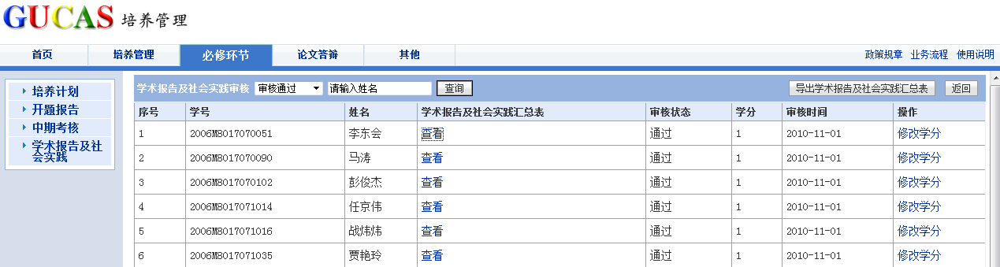 GUCAS 培养管理
首页 培养管理 必修环节 论文答辩 其他 政策规章 业务流程 使用说明
培养计划
开题报告
中期考核
学术报告及社
会实践
学术报告及社会实践审核 审核通过 请输入姓名 查询 导出学术报告及社会实践汇总表 返回
序号 学号 姓名 学术报告及社会实践汇总表 审核状态 学分 审核时间 操作
1 2006M8017070051 李东会 查看 通过 1 2010-11-01 修改学分
2 2006M8017070090 马涛 查看 通过 1 2010-11-01 修改学分
3 2006M8017070102 彭俊杰 查看 通过 1 2010-11-01 修改学分
4 2006M8017071014 任京伟 查看 通过 1 2010-11-01 修改学分
5 2006M8017071016 战炜炜 查看 通过 1 2010-11-01 修改学分
6 2006M8017071035 贾艳玲 查看 通过 1 2010-11-01 修改学分